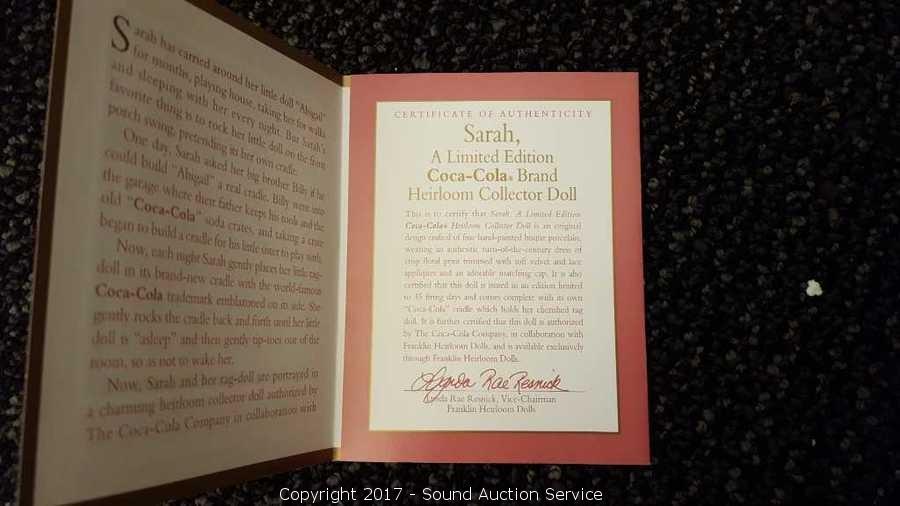 Sarah has carried around her little doll "Abigail"
for months, playing house, taking her for walks
and sleeping with her every night. But Sarah's
favorite thing is to rock her little doll on the front
porch swing, pretending its her own cradle.
One day, Sarah asked her big brother Billy if he
could build "Abigail" a real cradle. Billy went into
the garage where their father keeps his tools and the
old "Coca-Cola" soda crates, and taking a crate
began to build a cradle for his little sister to play with.
Now, each night Sarah gently places her little rag-
doll in its brand-new cradle with the world-famous
Coca-Cola trademark emblazoned on its side. She
gently rocks the cradle back and forth until her little
doll is "asleep" and then gently tip-toes out of the
room, so as not to wake her.
Now, Sarah and her rag-doll are portrayed in
a charming heirloom collector doll authorized by
The Coca-Cola Company in collaboration with
CERTIFICATE OF AUTHENTICITY
Sarah,
A Limited Edition
Coca-Cola® Brand
Heirloom Collector Doll
This is to certify that Sarah, A Limited Edition
Coca-Cola® Heirloom Collector Doll is an original
design crafted of fine hand-painted bisque porcelain,
wearing an authentic turn-of-the-century dress of
crisp floral print trimmed with soft velvet and lace
appliques and an adorable matching cap. It is also
certified that this doll is issued in an edition limited
to 45 firing days and comes complete with its own
"Coca-Cola" cradle which holds her cherished rag
doll. It is further certified that this doll is authorized
by The Coca-Cola Company, in collaboration with
Franklin Heirloom Dolls, and is available exclusively
through Franklin Heirloom Dolls.
Lynda Rae Resnick
Lynda Rae Resnick, Vice-Chairman
Franklin Heirloom Dolls
Copyright 2017 - Sound Auction Service